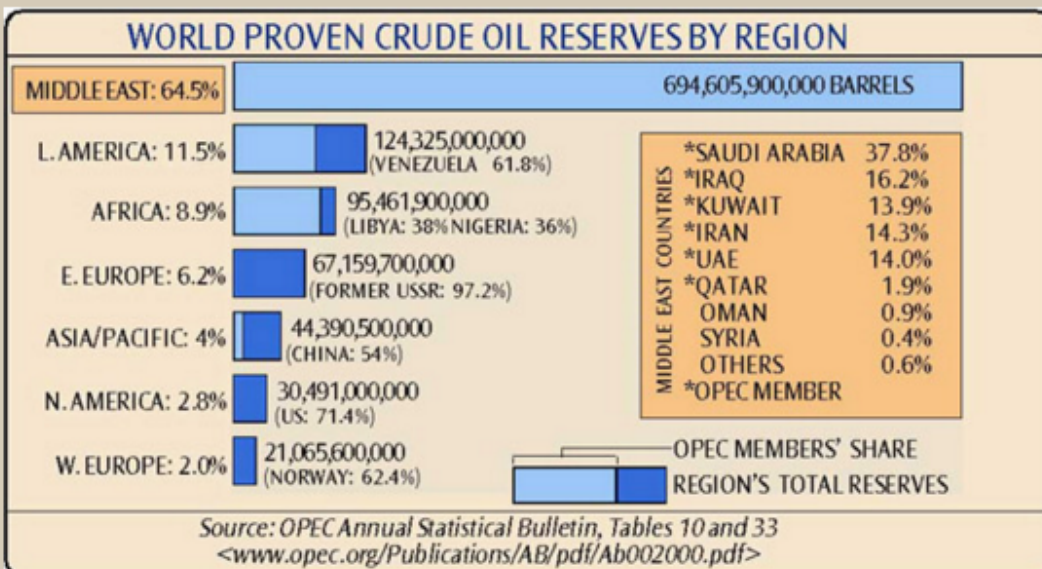 WORLD PROVEN CRUDE OIL RESERVES BY REGION
MIDDLE EAST: 64.5%
694,605,900,000 BARRELS
L. AMERICA: 11.5%
124,325,000,000
(VENEZUELA 61.8%)
AFRICA: 8.9%
95,461,900,000
(LIBYA: 38% NIGERIA: 36%)
E. EUROPE: 6.2%
67,159,700,000
(FORMER USSR: 97.2%)
ASIA/PACIFIC: 4%
44,390,500,000
(CHINA: 54%)
N. AMERICA: 2.8%
30,491,000,000
(US: 71.4%)
W. EUROPE: 2.0%
21,065,600,000
(NORWAY: 62.4%)
MIDDLE EAST COUNTRIES
*SAUDI ARABIA 37.8%
*IRAQ 16.2%
*KUWAIT 13.9%
*IRAN 14.3%
*UAE 14.0%
*QATAR 1.9%
OMAN 0.9%
SYRIA 0.4%
OTHERS 0.6%
*OPEC MEMBER
OPEC MEMBERS' SHARE
REGION'S TOTAL RESERVES
Source: OPEC Annual Statistical Bulletin, Tables 10 and 33
<www.opec.org/Publications/AB/pdf/Ab002000.pdf>